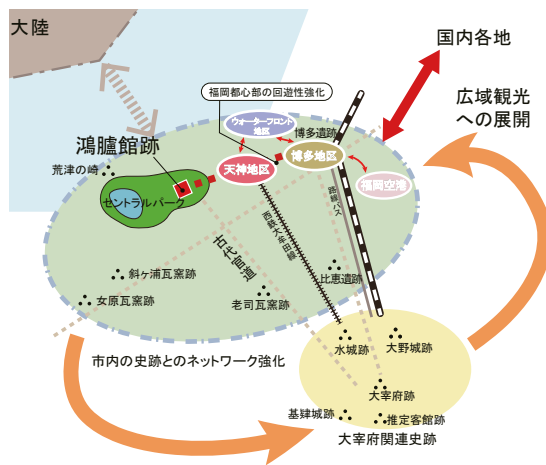 大陸
国内各地
広域観光
への展開
福岡都心部の回遊性強化
ウォーターフロント
地区
博多遺跡
鴻臚館跡
博多地区
天神地区
福岡空港
荒津の崎
セントラルパーク
路線バス
西鉄大牟田線
古代官道
斜ヶ浦瓦窯跡
比恵遺跡
女原瓦窯跡
老司瓦窯跡
市内の史跡とのネットワーク強化
水城跡
大野城跡
大宰府跡
基肄城跡
推定客館跡
大宰府関連史跡